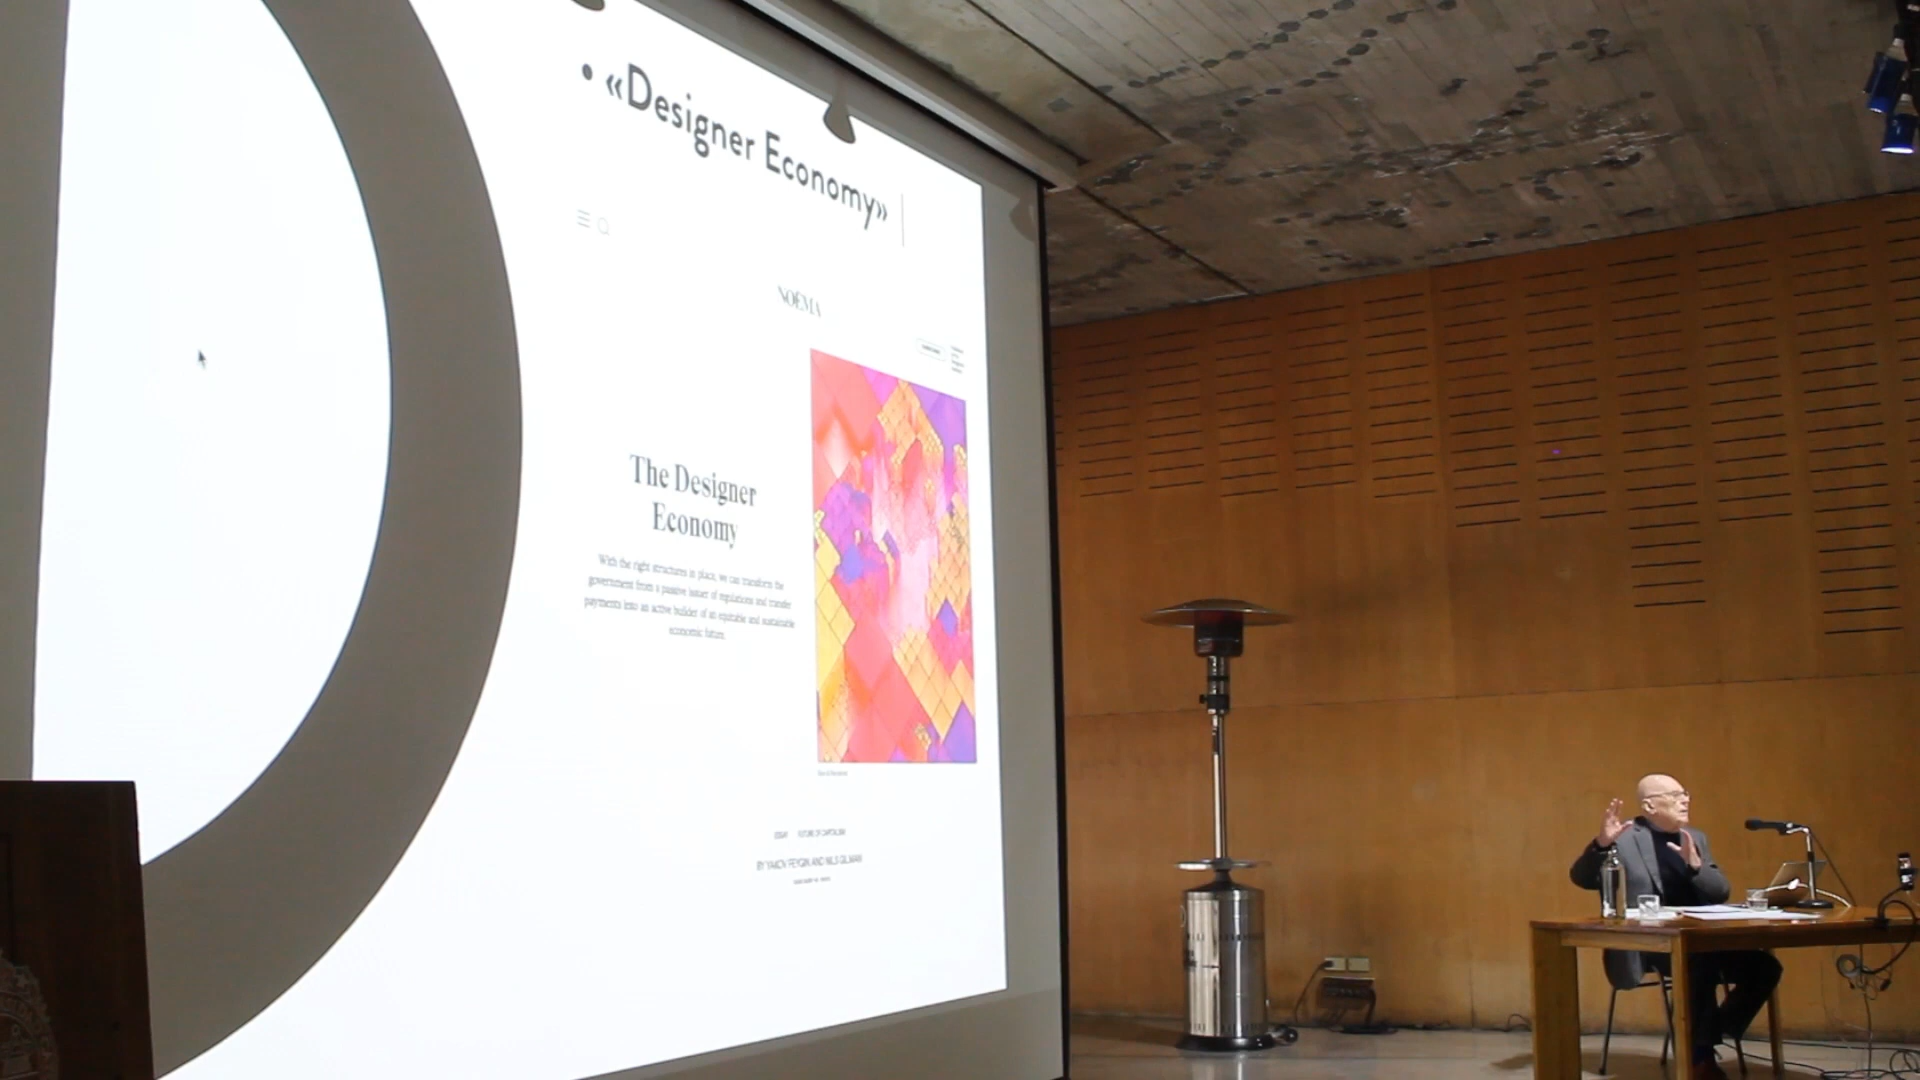 • «Designer Economy»
NOĒMA
The Designer
Economy
With the right structures in place, we can transform the
government from a passive issuer of regulations and transfer
payments into an active builder of an equitable and sustainable
economic future.
ESSAY FUTURE OF CAPITALISM
BY YAKOV FEYGIN AND NILS GILMAN